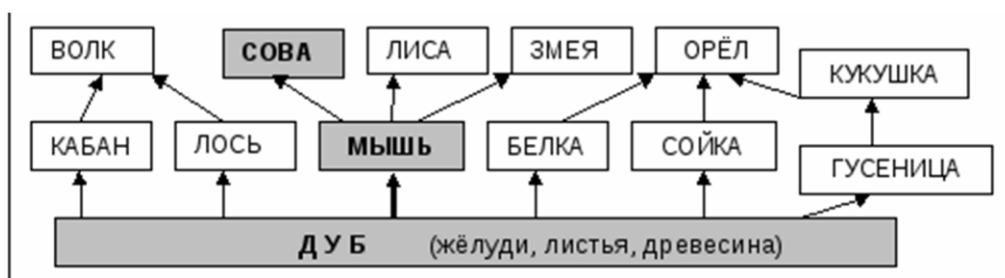 ВОЛК
СОВА
ЛИСА
ЗМЕЯ
ОРЁЛ
КУКУШКА
КАБАН
ЛОСЬ
МЫШЬ
БЕЛКА
СОЙКА
ГУСЕНИЦА
ДУБ (жёлуди, листья, древесина)